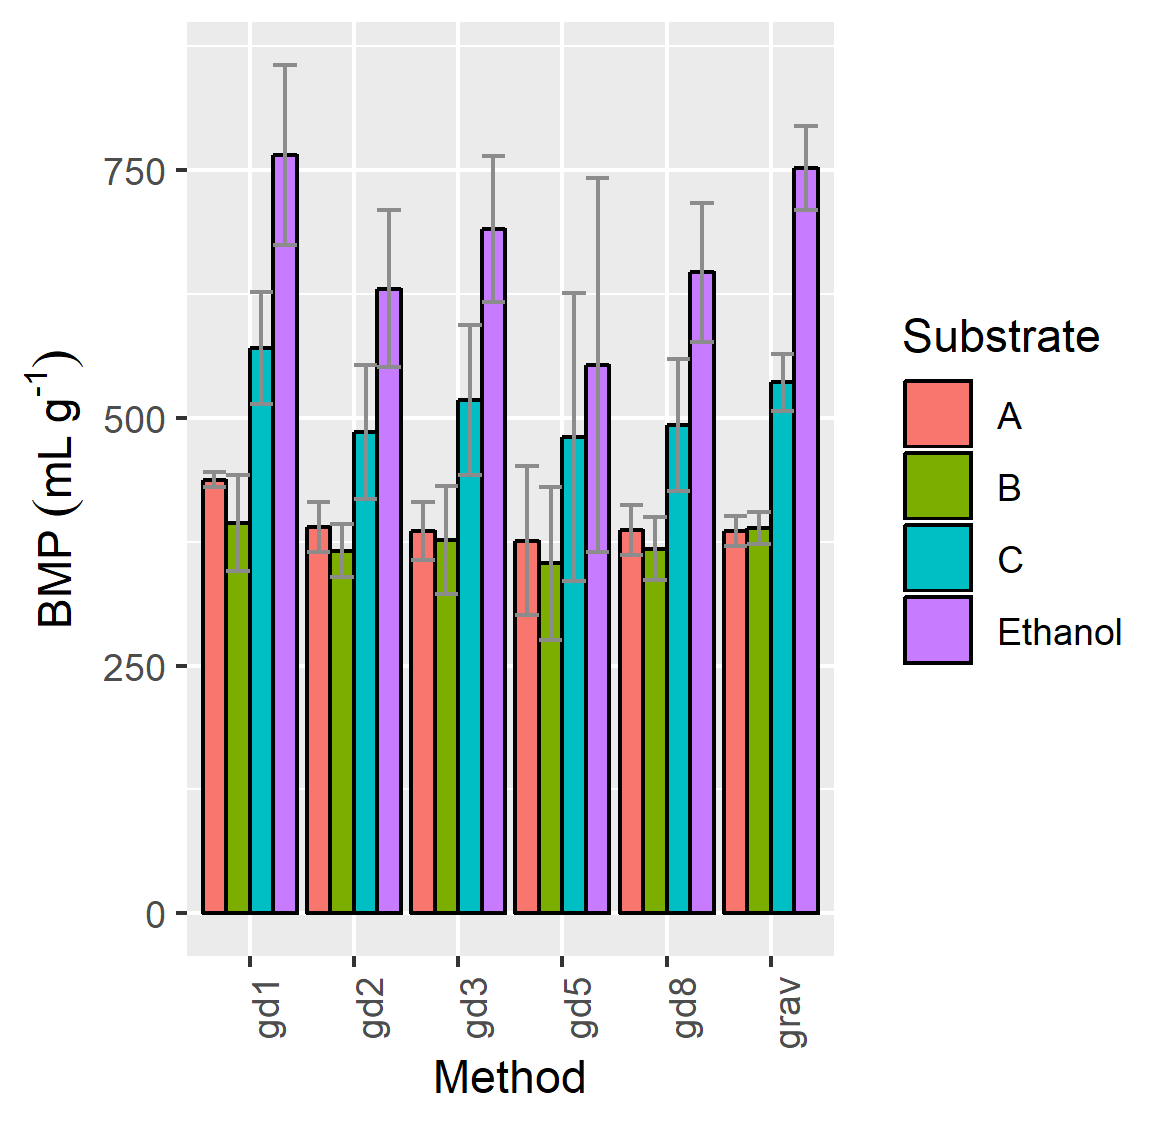 BMP (mL g⁻¹)
750
500
250
0
gd1
gd2
gd3
gd5
gd8
grav
Method
Substrate
A
B
C
Ethanol